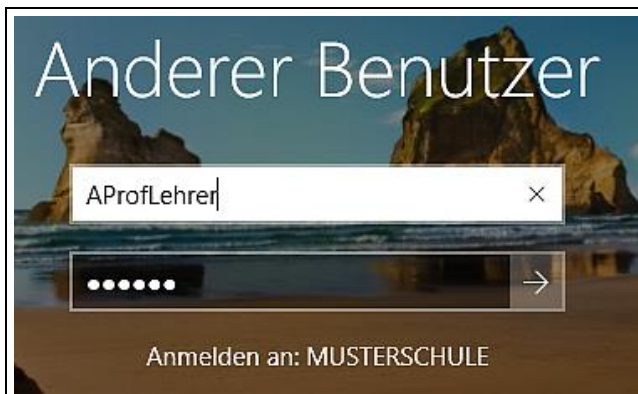 Anderer Benutzer
AProfLehrer
••••••
Anmelden an: MUSTERSCHULE